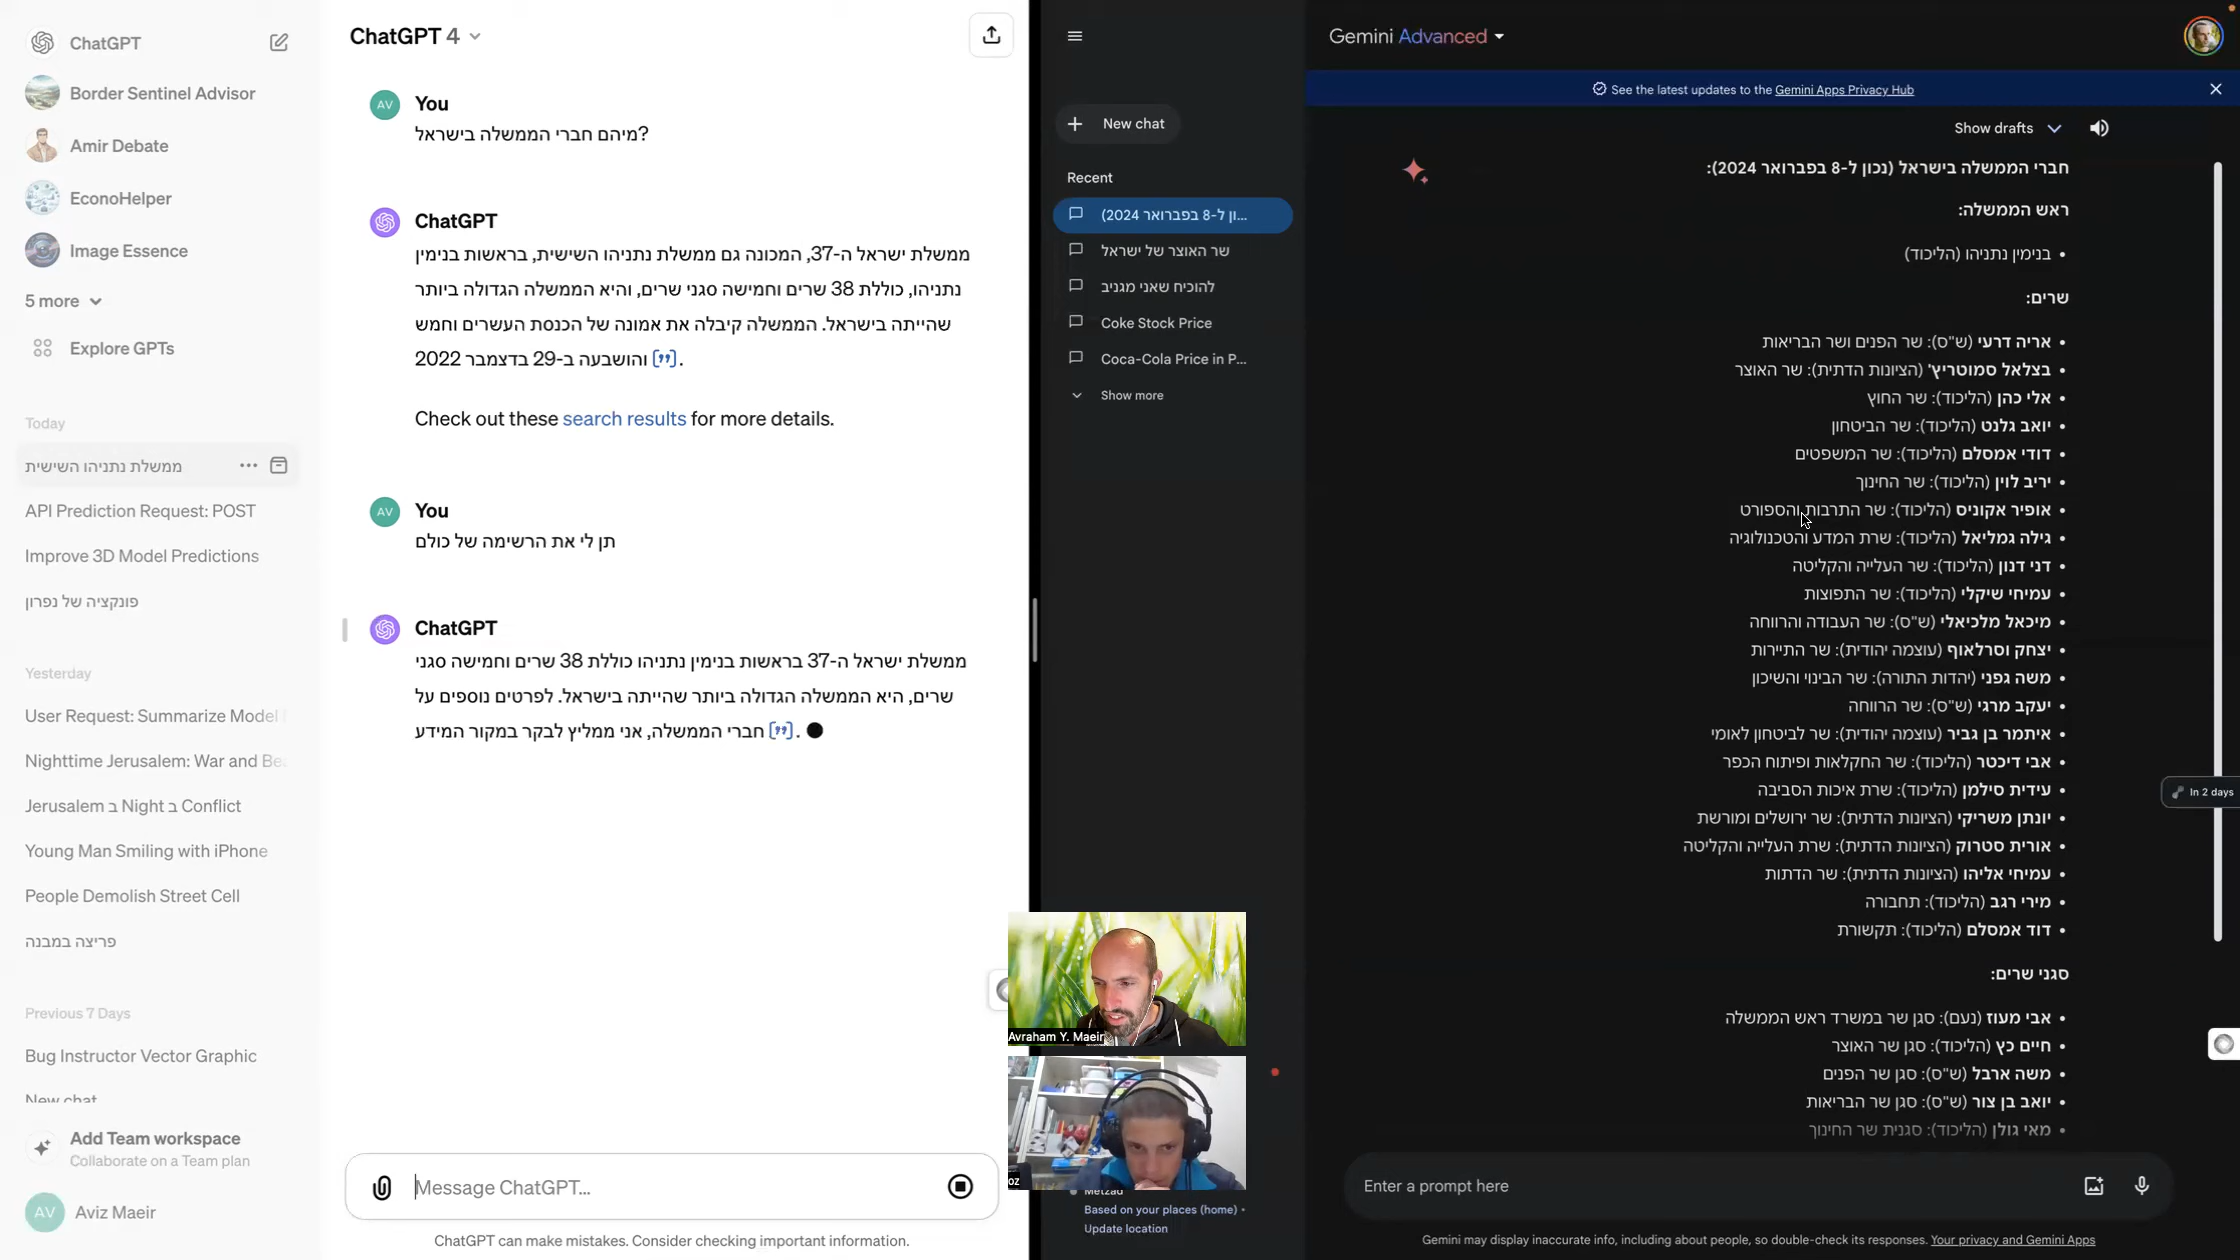 ChatGPT
Border Sentinel Advisor
Amir Debate
EconoHelper
Image Essence
5 more
Explore GPTs
Today
ממשלת נתניהו השישית
API Prediction Request: POST
Improve 3D Model Predictions
פונקציה של נפרון
Yesterday
User Request: Summarize Model
Nighttime Jerusalem: War and Bea
Jerusalem ב Night ב Conflict
Young Man Smiling with iPhone
People Demolish Street Cell
פריצה במבנה
Previous 7 Days
Bug Instructor Vector Graphic
New chat
Add Team workspace
Collaborate on a Team plan
AV Aviz Maeir
ChatGPT 4
AV You
מיהם חברי הממשלה בישראל?
ChatGPT
ממשלת ישראל ה-37, המכונה גם ממשלת נתניהו השישית, בראשות בנימין
נתניהו, כוללת 38 שרים וחמישה סגני שרים, והיא הממשלה הגדולה ביותר
שהייתה בישראל. הממשלה קיבלה את אמונה של הכנסת העשרים וחמש
והושבעה ב-29 בדצמבר 2022 ["].
Check out these search results for more details.
AV You
תן לי את הרשימה של כולם
ChatGPT
ממשלת ישראל ה-37 בראשות בנימין נתניהו כוללת 38 שרים וחמישה סגני
שרים, היא הממשלה הגדולה ביותר שהייתה בישראל. לפרטים נוספים על
חברי הממשלה, אני ממליץ לבקר במקור המידע ["].
Message ChatGPT...
ChatGPT can make mistakes. Consider checking important information.
New chat
Recent
ון ל-8 בפברואר 2024)...
שר האוצר של ישראל
להוכיח שאני מגניב
Coke Stock Price
Coca-Cola Price in P...
Show more
Avraham Y. Maeir
oz
Metzad
Based on your places (home) •
Update location
Gemini Advanced
See the latest updates to the Gemini Apps Privacy Hub
Show drafts
חברי הממשלה בישראל (נכון ל-8 בפברואר 2024):
ראש הממשלה:
• בנימין נתניהו (הליכוד)
שרים:
• אריה דרעי (ש"ס): שר הפנים ושר הבריאות
• בצלאל סמוטריץ' (הציונות הדתית): שר האוצר
• אלי כהן (הליכוד): שר החוץ
• יואב גלנט (הליכוד): שר הביטחון
• דודי אמסלם (הליכוד): שר המשפטים
• יריב לוין (הליכוד): שר החינוך
• אופיר אקוניס (הליכוד): שר התרבות והספורט
• גילה גמליאל (הליכוד): שרת המדע והטכנולוגיה
• דני דנון (הליכוד): שר העלייה והקליטה
• עמיחי שיקלי (הליכוד): שר התפוצות
• מיכאל מלכיאלי (ש"ס): שר העבודה והרווחה
• יצחק וסרלאוף (עוצמה יהודית): שר התיירות
• משה גפני (יהדות התורה): שר הבינוי והשיכון
• יעקב מרגי (ש"ס): שר הרווחה
• איתמר בן גביר (עוצמה יהודית): שר לביטחון לאומי
• אבי דיכטר (הליכוד): שר החקלאות ופיתוח הכפר
• עידית סילמן (הליכוד): שרת איכות הסביבה
• יונתן משריקי (הציונות הדתית): שר ירושלים ומורשת
• אורית סטרוק (הציונות הדתית): שרת העלייה והקליטה
• עמיחי אליהו (הציונות הדתית): שר הדתות
• מירי רגב (הליכוד): תחבורה
• דוד אמסלם (הליכוד): תקשורת
סגני שרים:
• אבי מעוז (נעם): סגן שר במשרד ראש הממשלה
• חיים כץ (הליכוד): סגן שר האוצר
• משה ארבל (ש"ס): סגן שר הפנים
• יואב בן צור (ש"ס): סגן שר הבריאות
• מאי גולן (הליכוד): סגנית שר החינוך
In 2 days
Enter a prompt here
Gemini may display inaccurate info, including about people, so double-check its responses. Your privacy and Gemini Apps